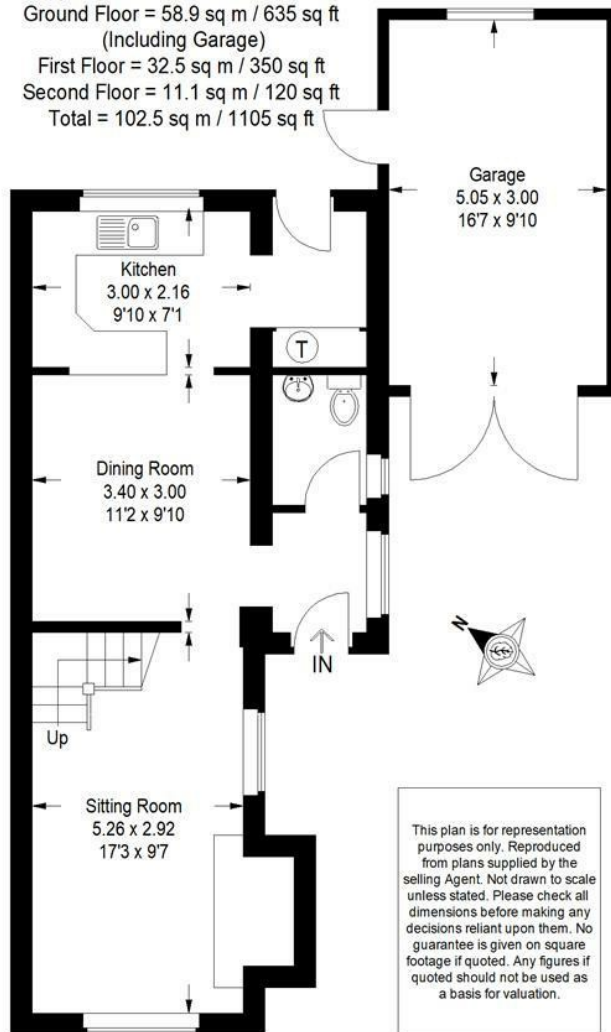 Ground Floor = 58.9 sq m / 635 sq ft
(Including Garage)
First Floor = 32.5 sq m / 350 sq ft
Second Floor = 11.1 sq m / 120 sq ft
Total = 102.5 sq m / 1105 sq ft
Garage
5.05 x 3.00
16'7 x 9'10
Kitchen
3.00 x 2.16
9'10 x 7'1
T
Dining Room
3.40 x 3.00
11'2 x 9'10
IN
N
Up
Sitting Room
5.26 x 2.92
17'3 x 9'7
This plan is for representation
purposes only. Reproduced
from plans supplied by the
selling Agent. Not drawn to scale
unless stated. Please check all
dimensions before making any
decisions reliant upon them. No
guarantee is given on square
footage if quoted. Any figures if
quoted should not be used as
a basis for valuation.